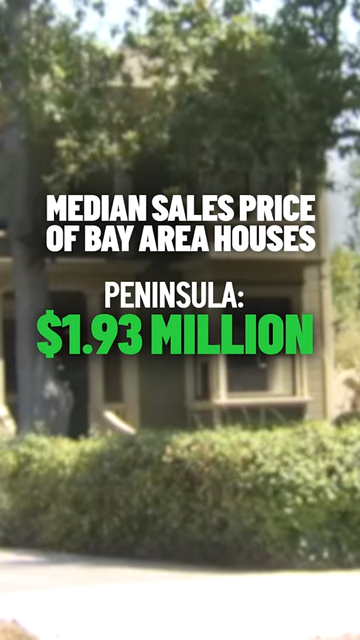 MEDIAN SALES PRICE
OF BAY AREA HOUSES
PENINSULA:
$1.93 MILLION